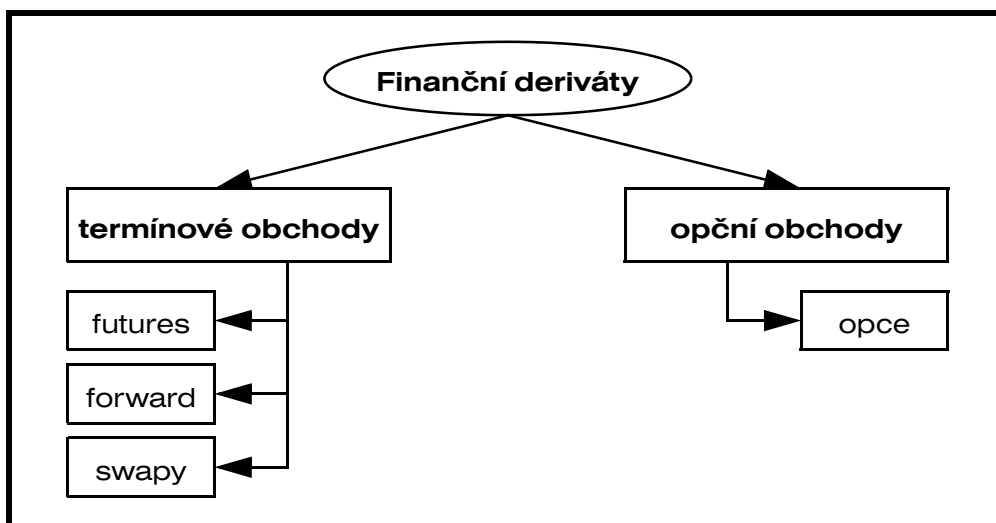 Finanční deriváty
termínové obchody
opční obchody
futures
opce
forward
swapy